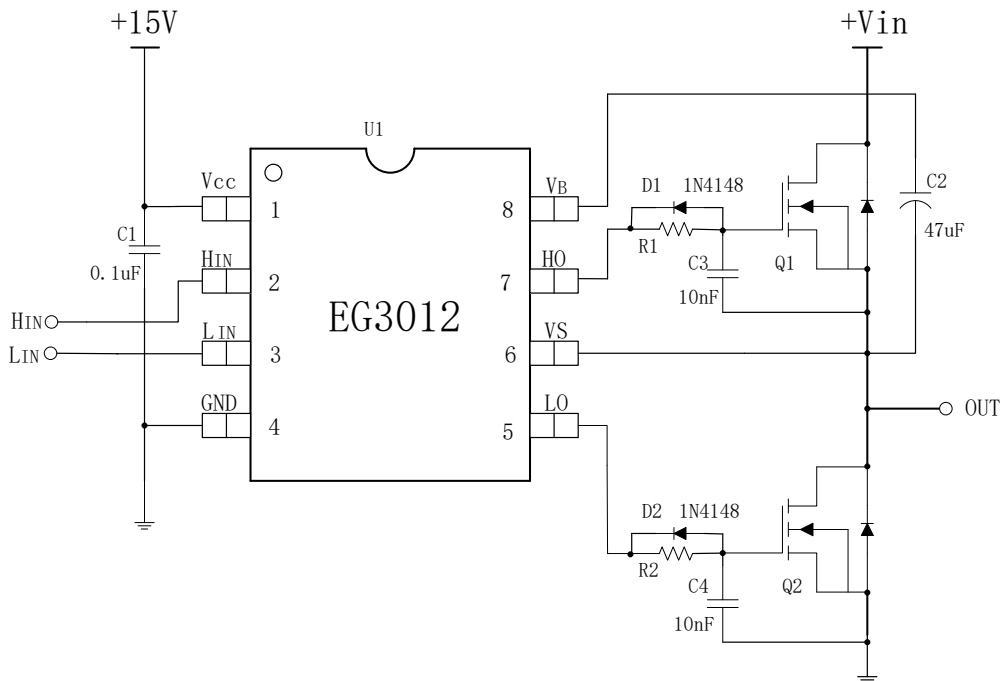 +15V
+Vin
U1
Vcc
1
VB
8
D1 1N4148
C2
47uF
C1
0.1uF
HIN
2
HO
7
R1
C3
10nF
Q1
EG3012
HIN
LIN
LIN
3
VS
6
GND
4
LO
5
OUT
D2 1N4148
R2
C4
10nF
Q2